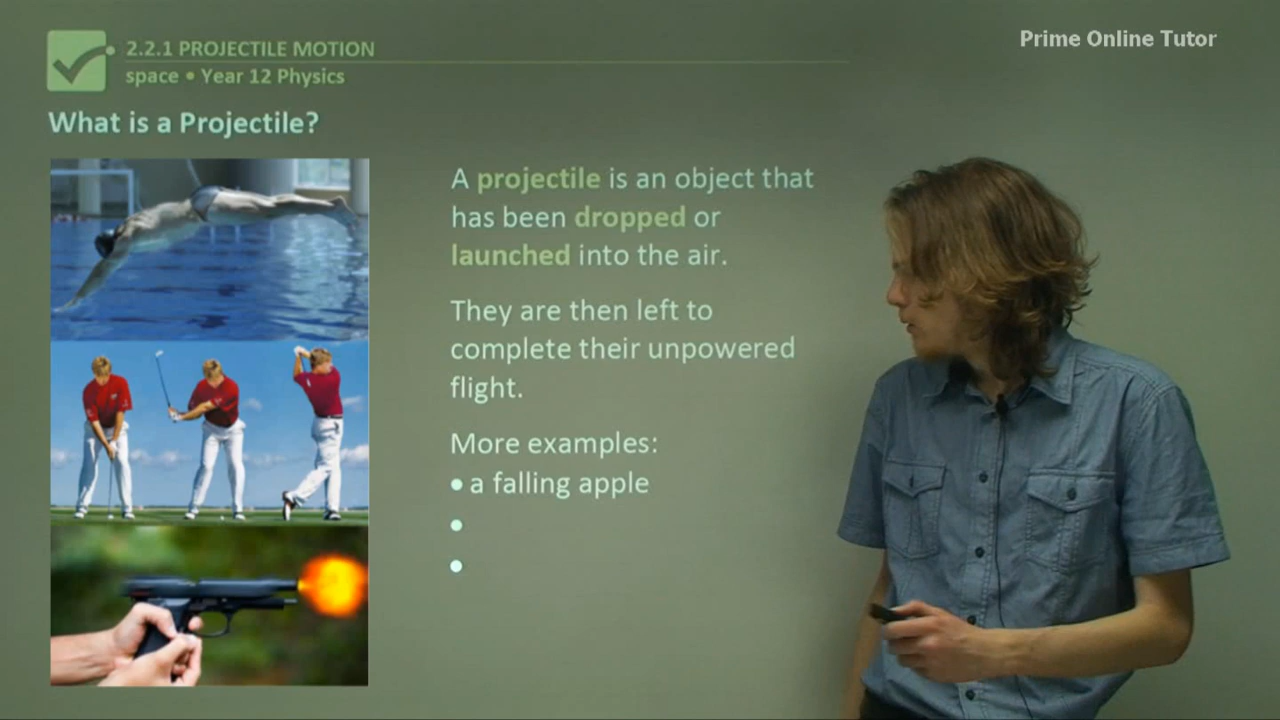 Prime Online Tutor
2.2.1 PROJECTILE MOTION
space • Year 12 Physics
What is a Projectile?
A projectile is an object that
has been dropped or
launched into the air.
They are then left to
complete their unpowered
flight.
More examples:
• a falling apple
•
•